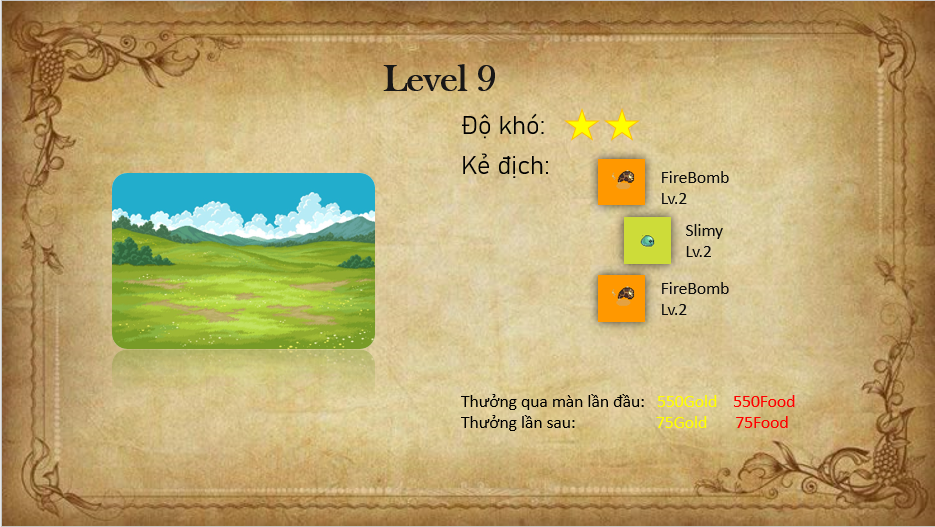 Level 9
Độ khó:
Kẻ địch:
FireBomb
Lv.2
Slimy
Lv.2
FireBomb
Lv.2
Thưởng qua màn lần đầu: 550Gold 550Food
Thưởng lần sau: 75Gold 75Food